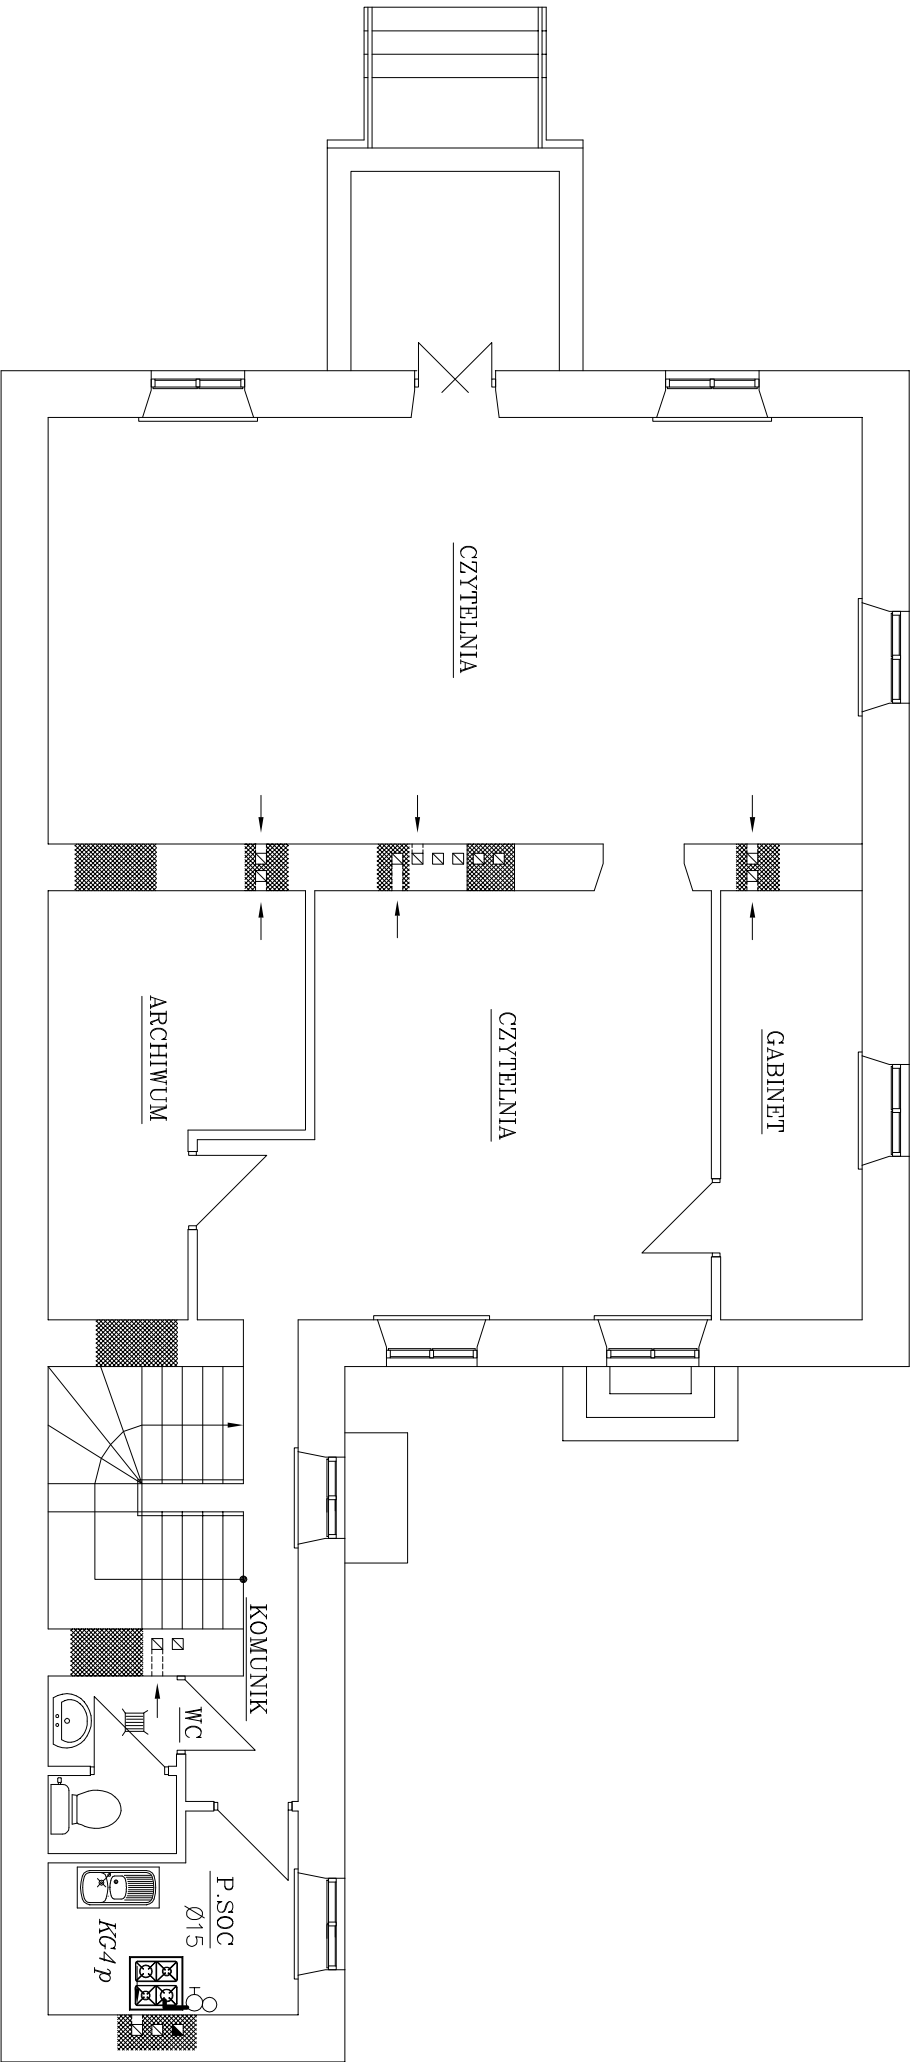 CZYTELNIA
GABINET
CZYTELNIA
ARCHIWUM
KOMUNIK
WC
P.SOC
Ø15
KG4p